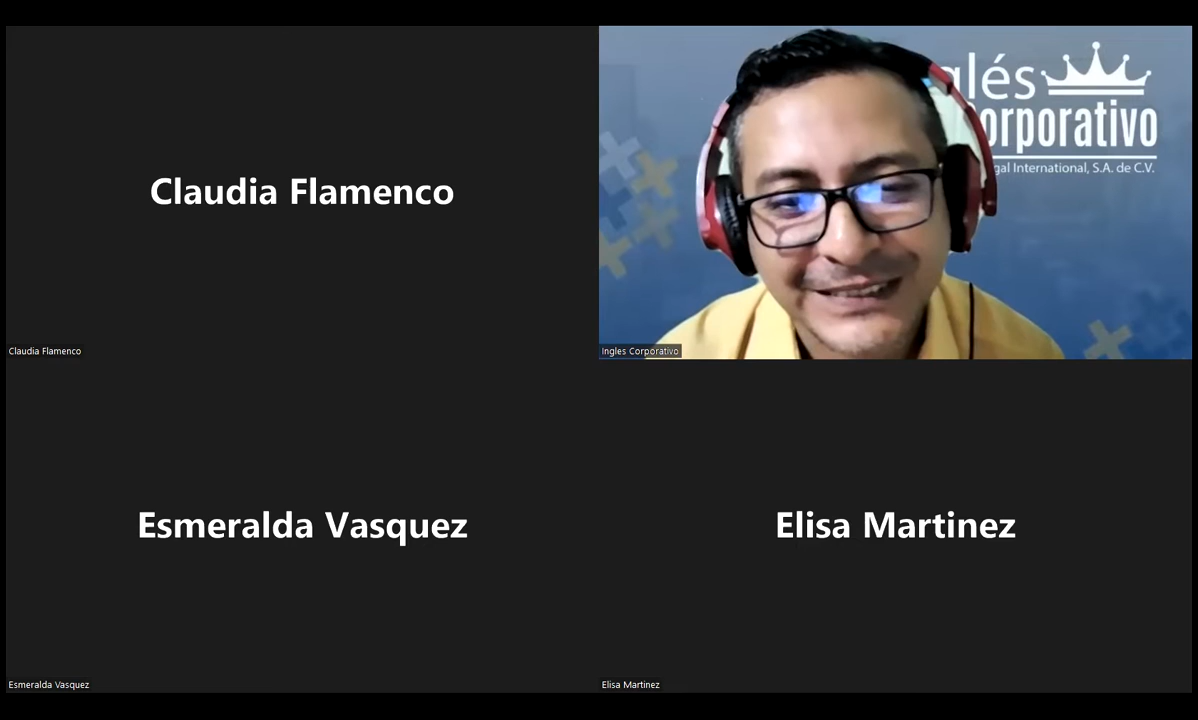 Claudia Flamenco
Claudia Flamenco
glés
orporativo
gal International, S.A. de C.V.
Ingles Corporativo
Esmeralda Vasquez
Esmeralda Vasquez
Elisa Martinez
Elisa Martinez